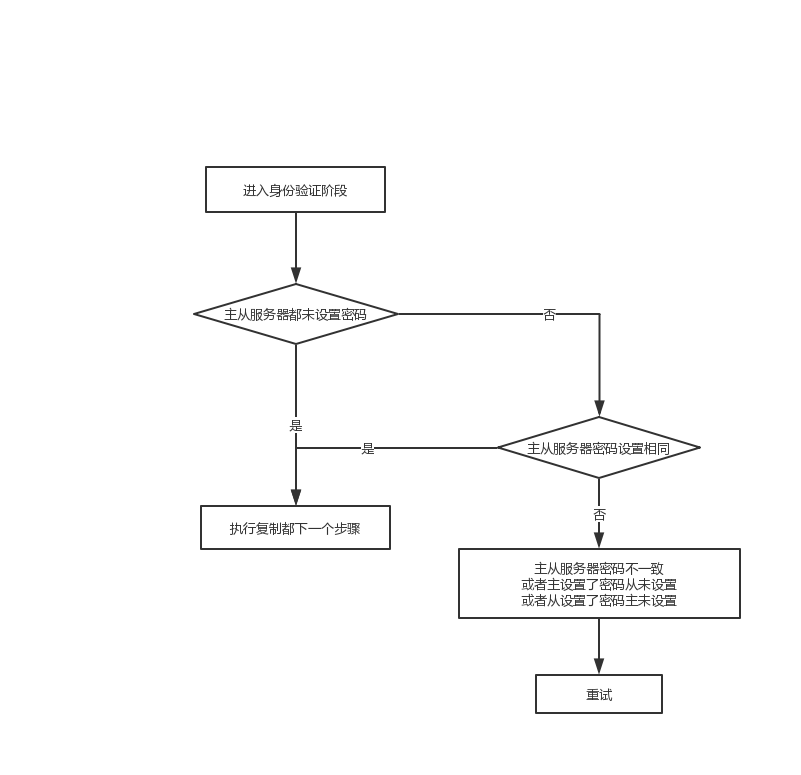 进入身份验证阶段
主从服务器都未设置密码
否
是
是
主从服务器密码设置相同
执行复制都下一个步骤
否
主从服务器密码不一致
或者主设置了密码从未设置
或者从设置了密码主未设置
重试